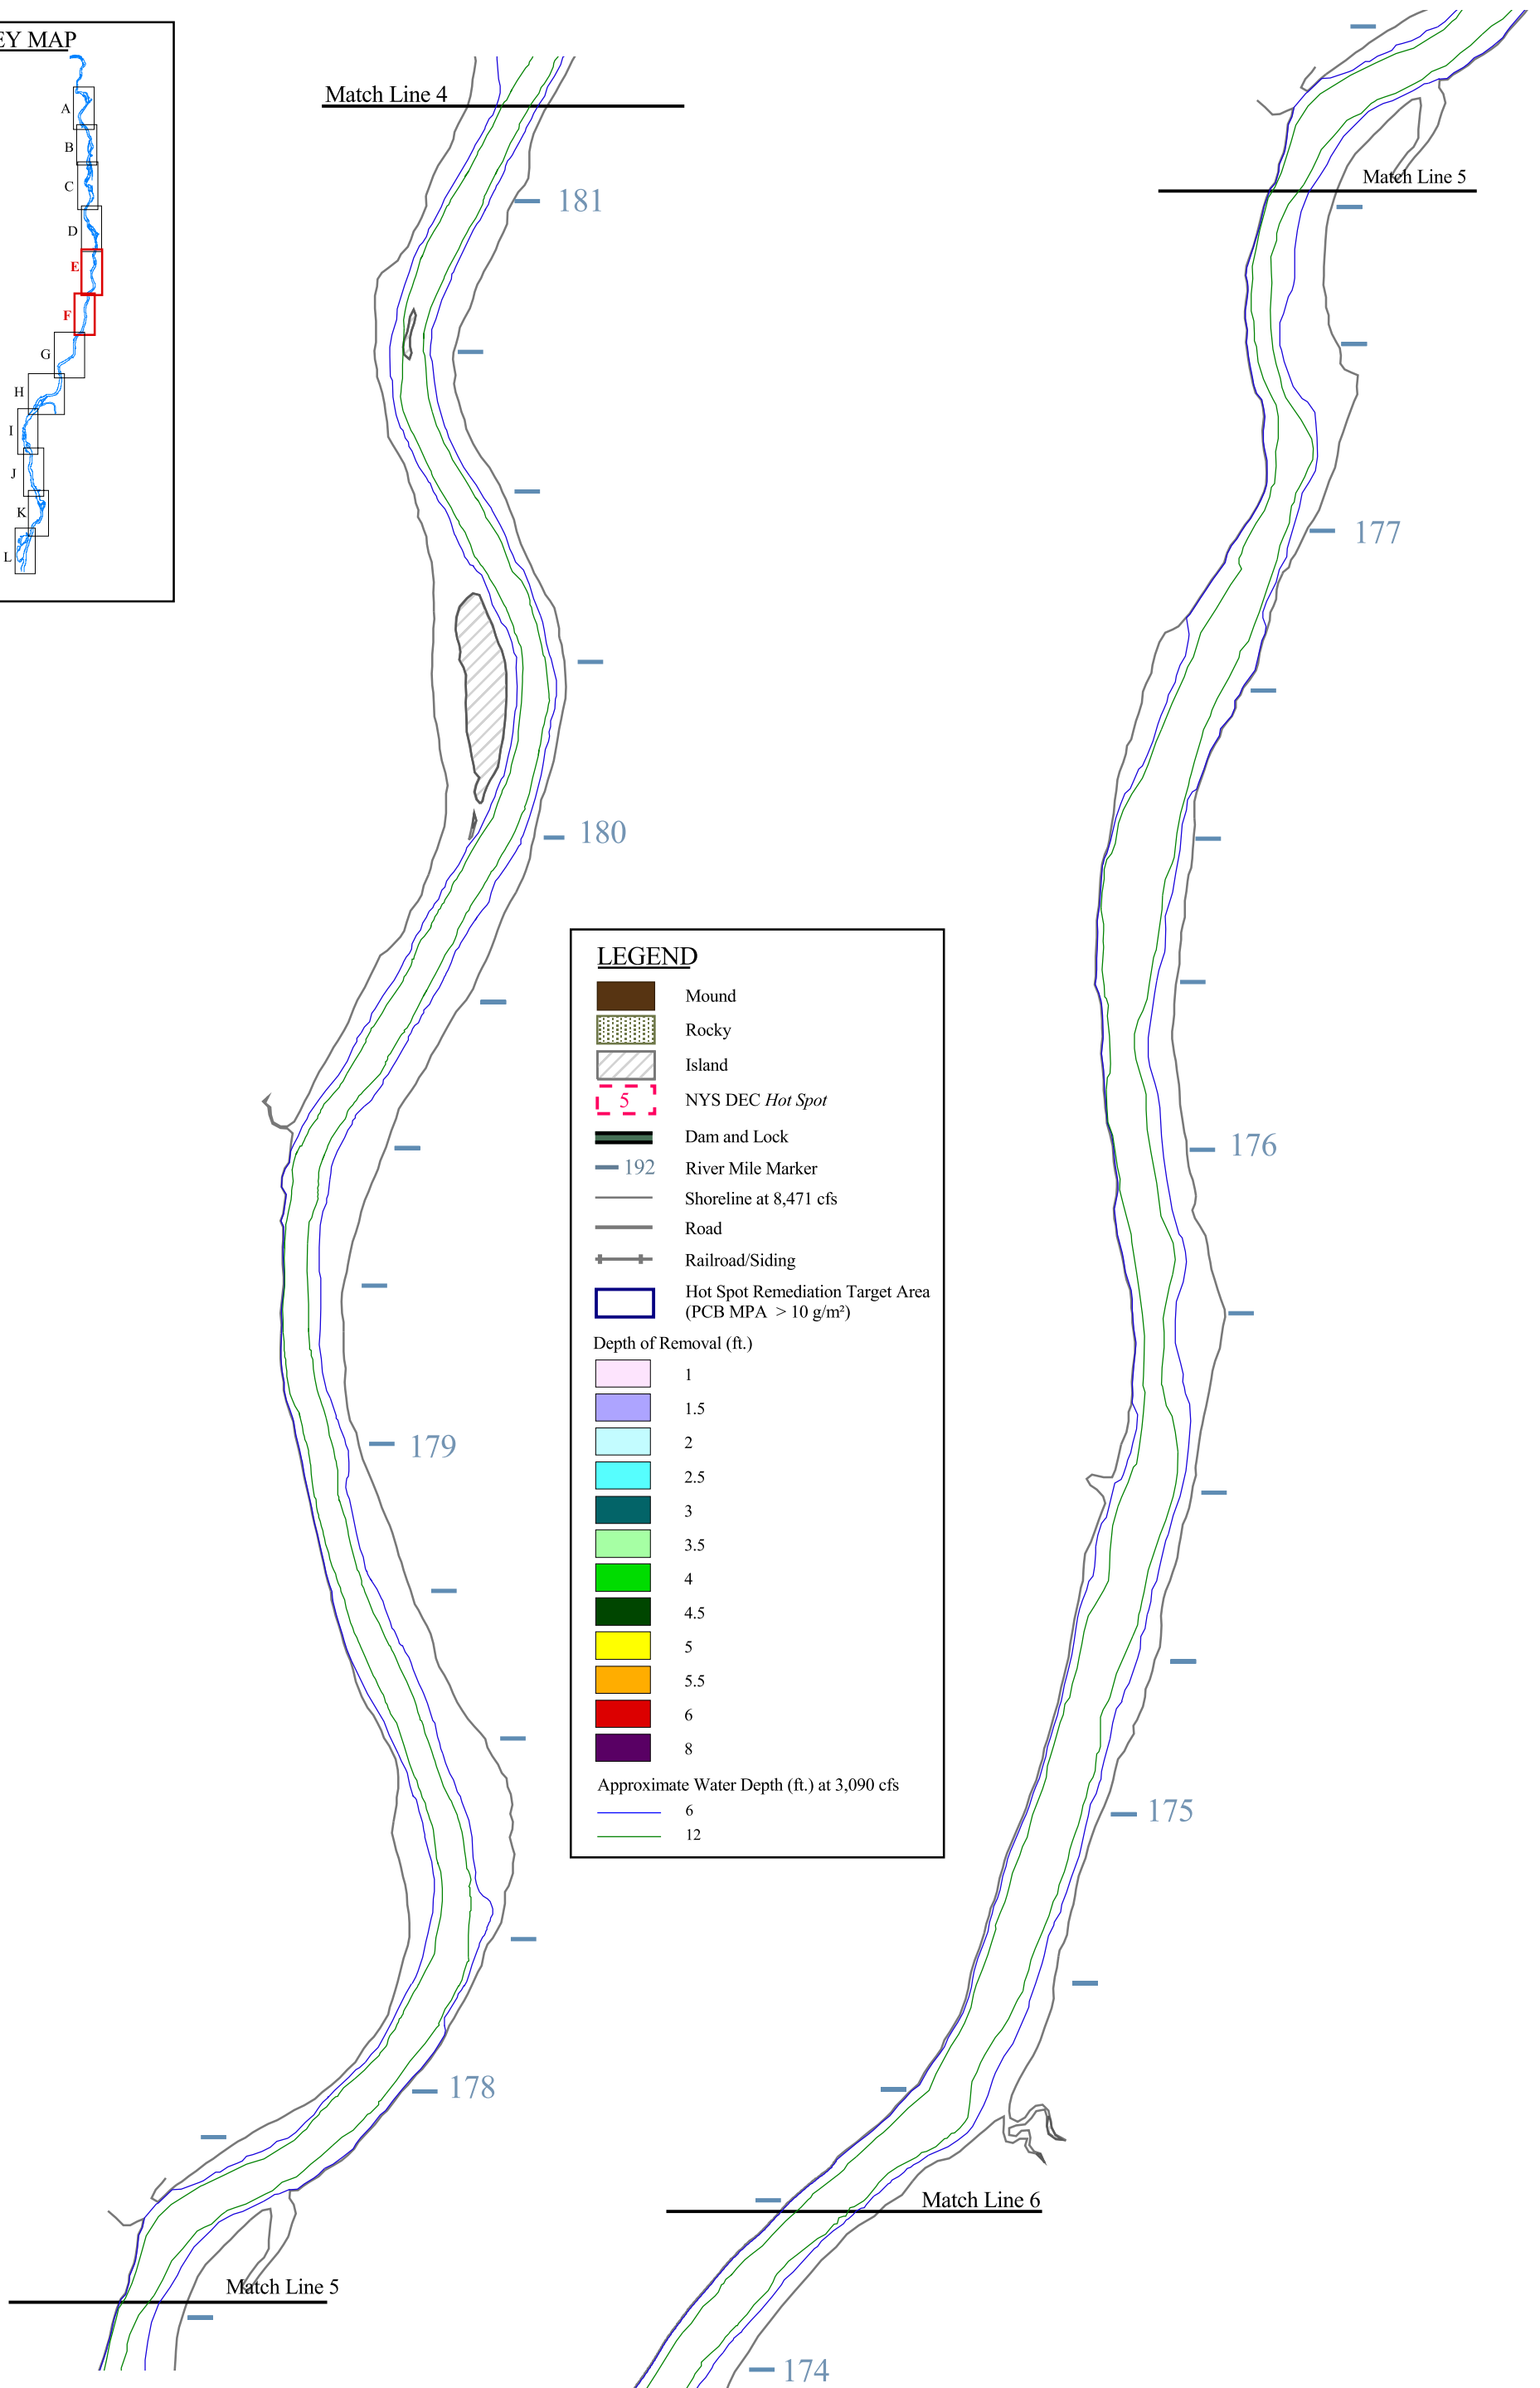 EY MAP
A
B
C
D
E
F
G
H
I
J
K
L
Match Line 4
181
180
179
178
Match Line 5
LEGEND
Mound
Rocky
Island
5 NYS DEC Hot Spot
Dam and Lock
192 River Mile Marker
Shoreline at 8,471 cfs
Road
Railroad/Siding
Hot Spot Remediation Target Area
(PCB MPA > 10 g/m²)
Depth of Removal (ft.)
1
1.5
2
2.5
3
3.5
4
4.5
5
5.5
6
8
Approximate Water Depth (ft.) at 3,090 cfs
6
12
Match Line 5
177
176
175
Match Line 6
174